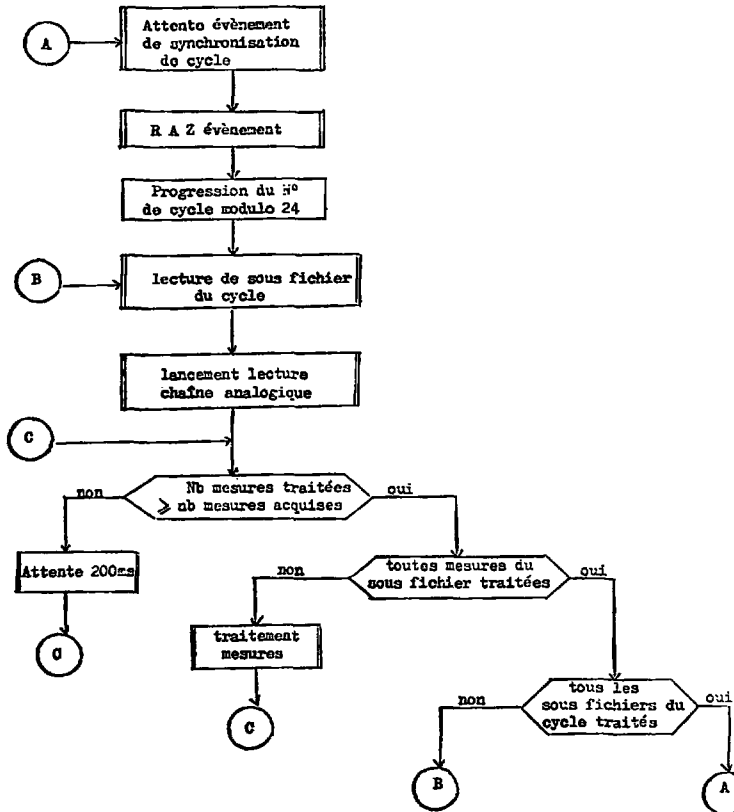 A
Attente évènement
de synchronisation
de cycle
R A Z évènement
Progression du N°
de cycle modulo 24
B
lecture de sous fichier
du cycle
lancement lecture
chaîne analogique
C
Nb mesures traitées
⩾ nb mesures acquises
non
oui
Attente 200ms
C
toutes mesures du
sous fichier traitées
non
oui
traitement
mesures
C
tous les
sous fichiers du
cycle traités
non
oui
B
A